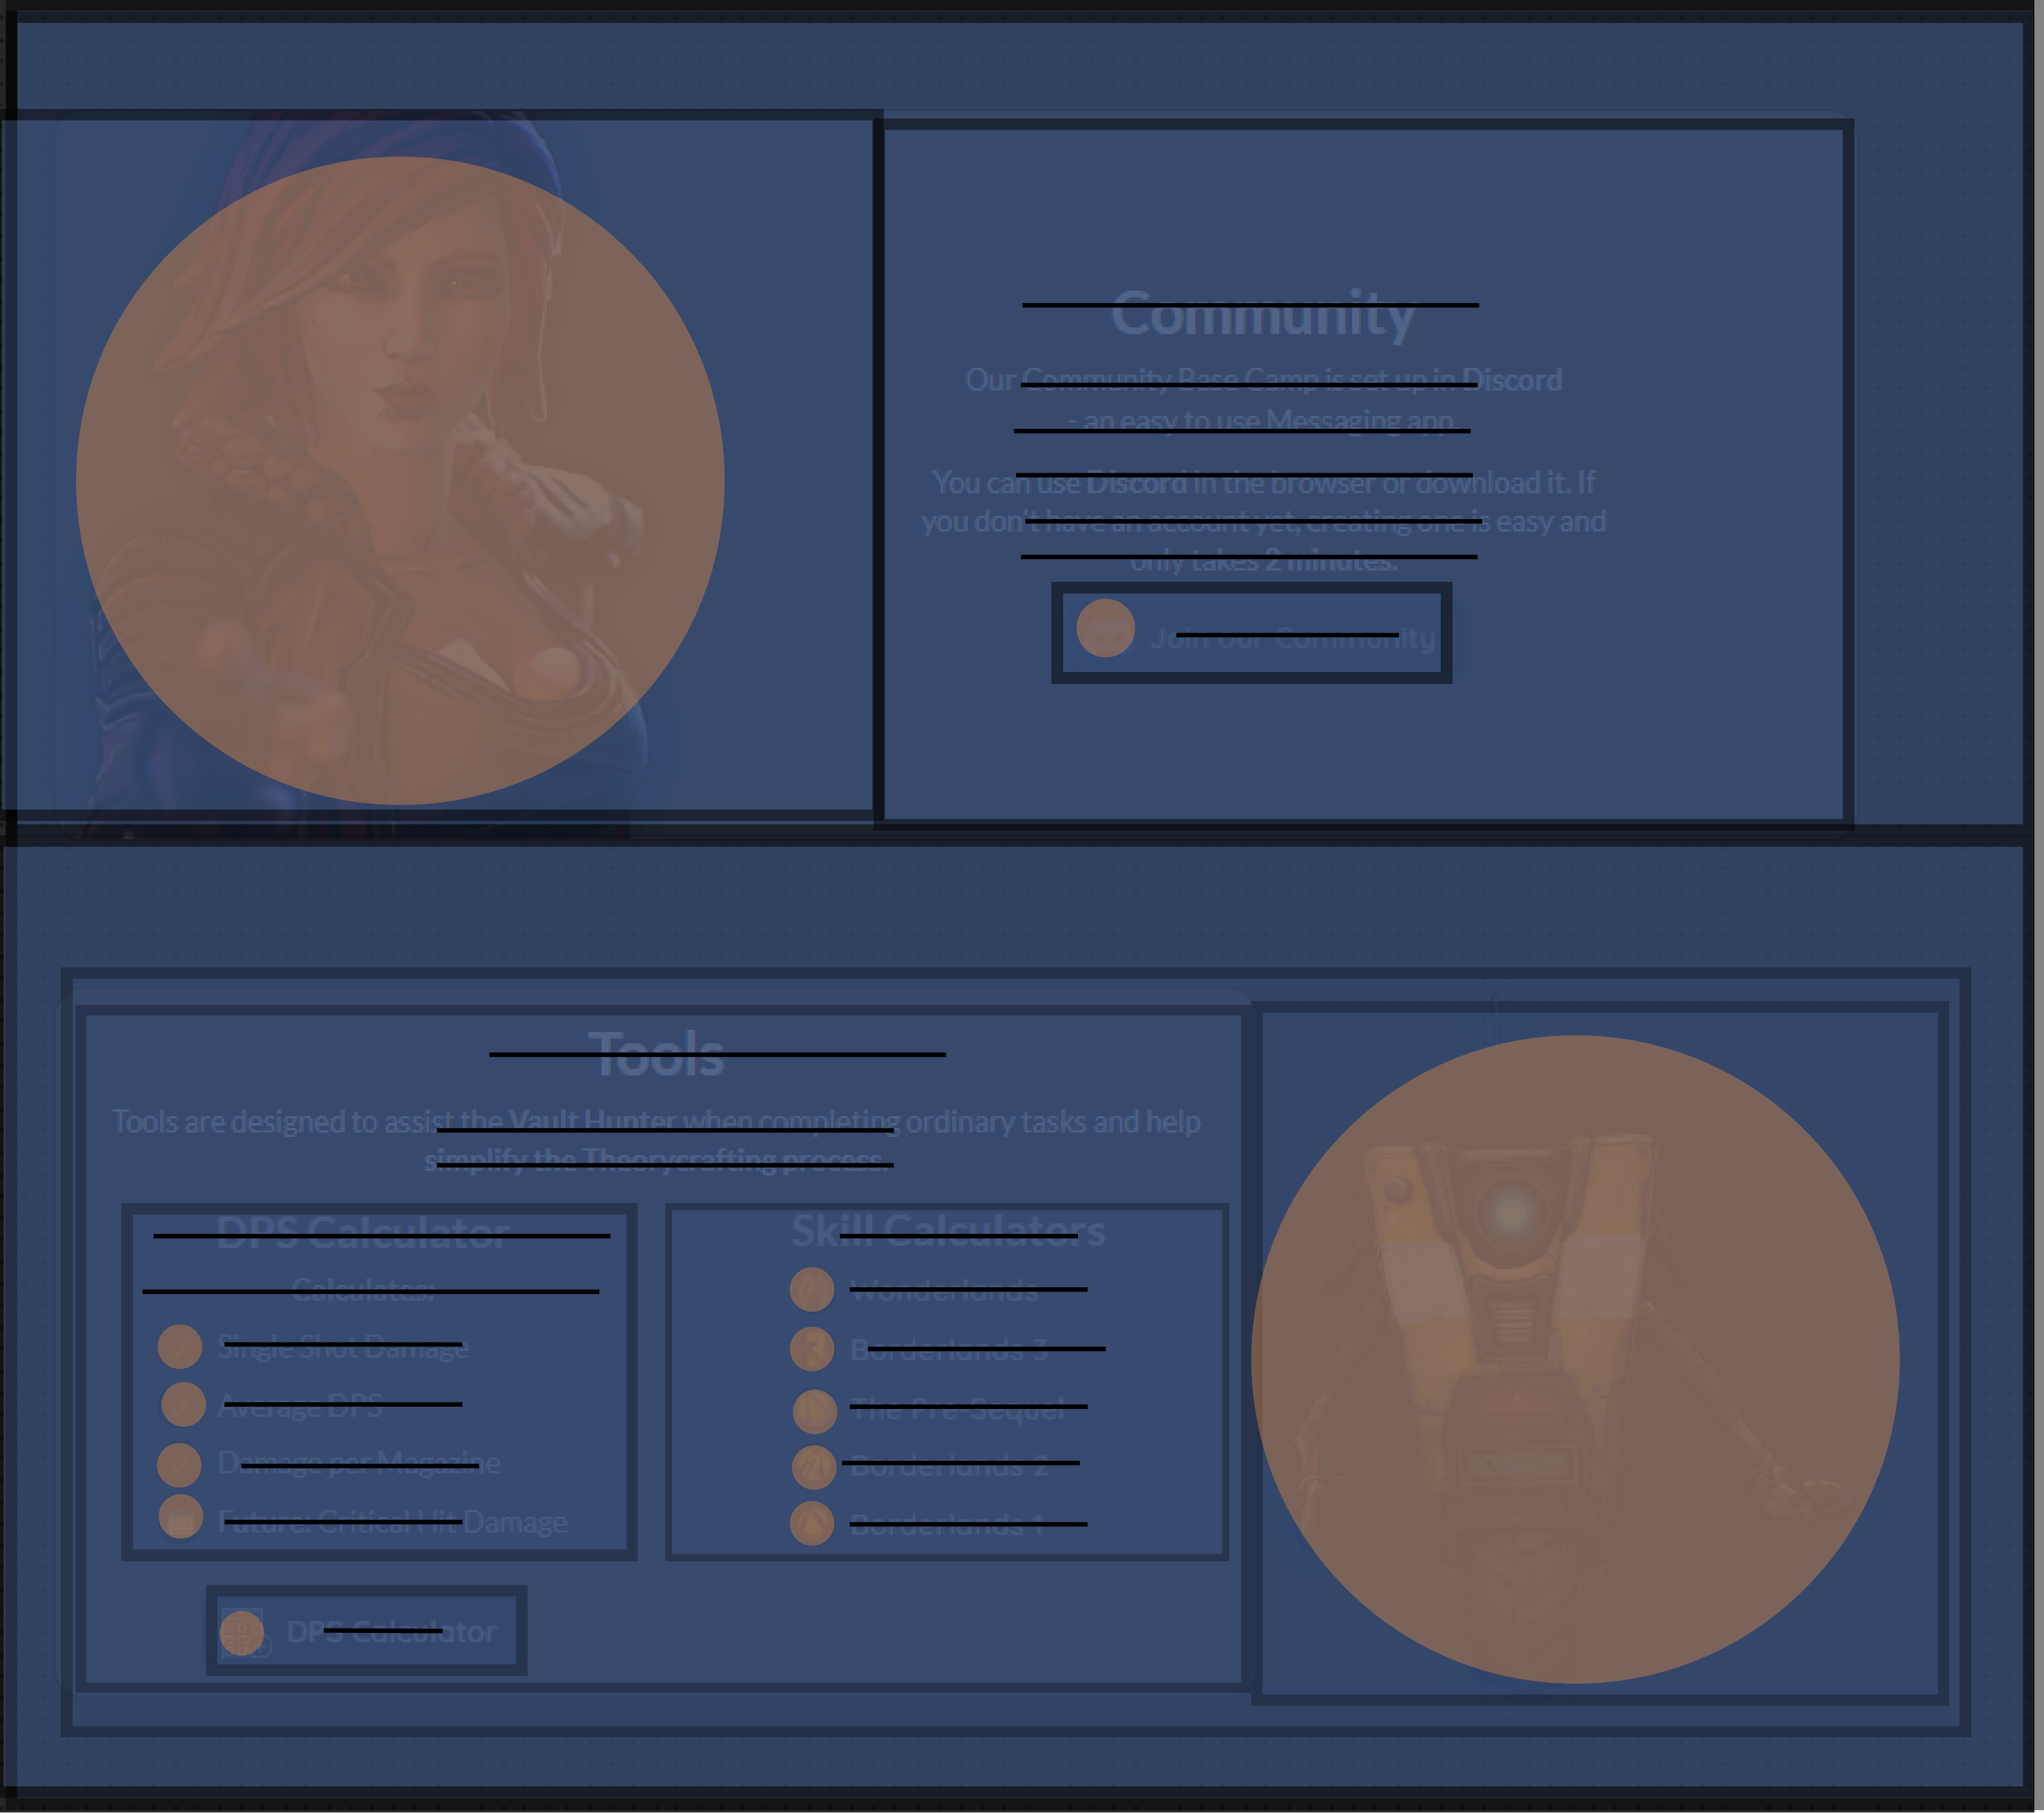 Community
Our Community Base Camp is set up in Discord
- an easy to use Messaging app.
You can use Discord in the browser or download it. If
you don't have an account yet, creating one is easy and
only takes 2 minutes.
Join our Community
Tools
Tools are designed to assist the Vault Hunter when completing ordinary tasks and help
simplify the Theorycrafting process.
DPS Calculator
Calculates:
Single Shot Damage
Average DPS
Damage per Magazine
Future: Critical Hit Damage
DPS Calculator
Skill Calculators
Wonderlands
3 Borderlands 3
The Pre-Sequel
2 Borderlands 2
Borderlands 1